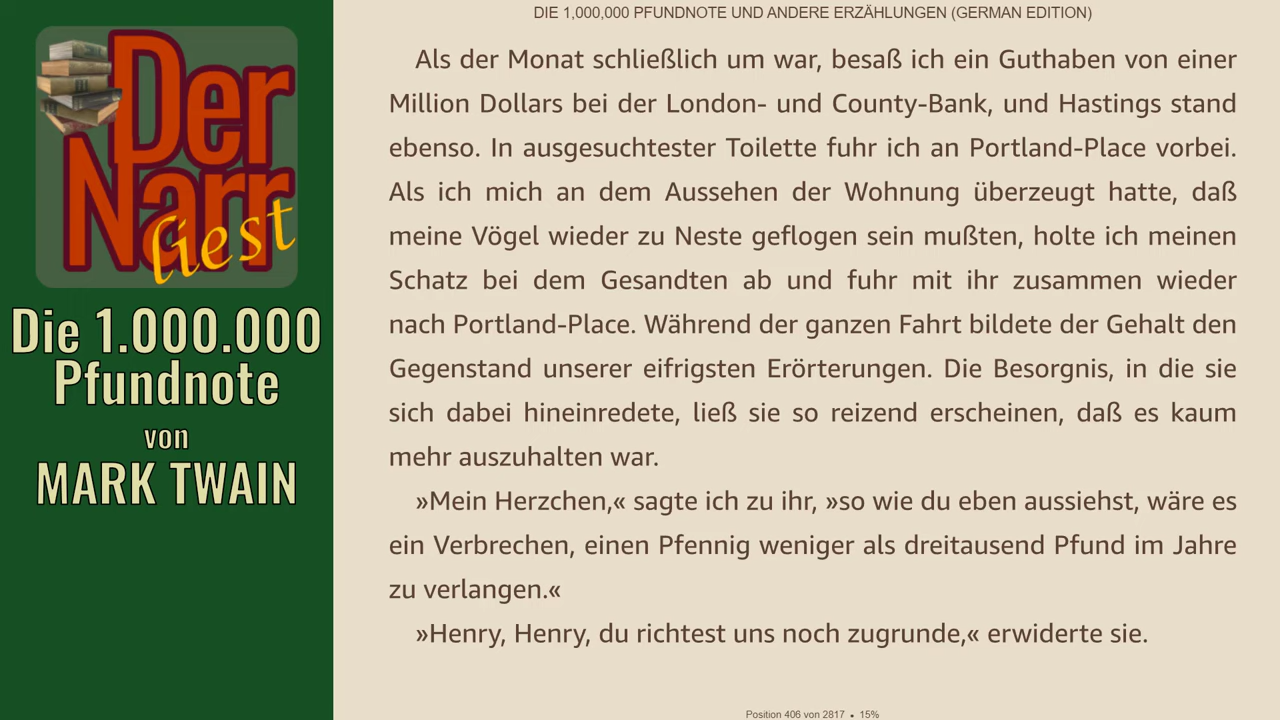 Der
Narr
liest
Die 1.000.000
Pfundnote
von
MARK TWAIN
DIE 1,000,000 PFUNDNOTE UND ANDERE ERZÄHLUNGEN (GERMAN EDITION)
Als der Monat schließlich um war, besaß ich ein Guthaben von einer
Million Dollars bei der London- und County-Bank, und Hastings stand
ebenso. In ausgesuchtester Toilette fuhr ich an Portland-Place vorbei.
Als ich mich an dem Aussehen der Wohnung überzeugt hatte, daß
meine Vögel wieder zu Neste geflogen sein mußten, holte ich meinen
Schatz bei dem Gesandten ab und fuhr mit ihr zusammen wieder
nach Portland-Place. Während der ganzen Fahrt bildete der Gehalt den
Gegenstand unserer eifrigsten Erörterungen. Die Besorgnis, in die sie
sich dabei hineinredete, ließ sie so reizend erscheinen, daß es kaum
mehr auszuhalten war.
»Mein Herzchen,« sagte ich zu ihr, »so wie du eben aussiehst, wäre es
ein Verbrechen, einen Pfennig weniger als dreitausend Pfund im Jahre
zu verlangen.«
»Henry, Henry, du richtest uns noch zugrunde,« erwiderte sie.
Position 406 von 2817 • 15%